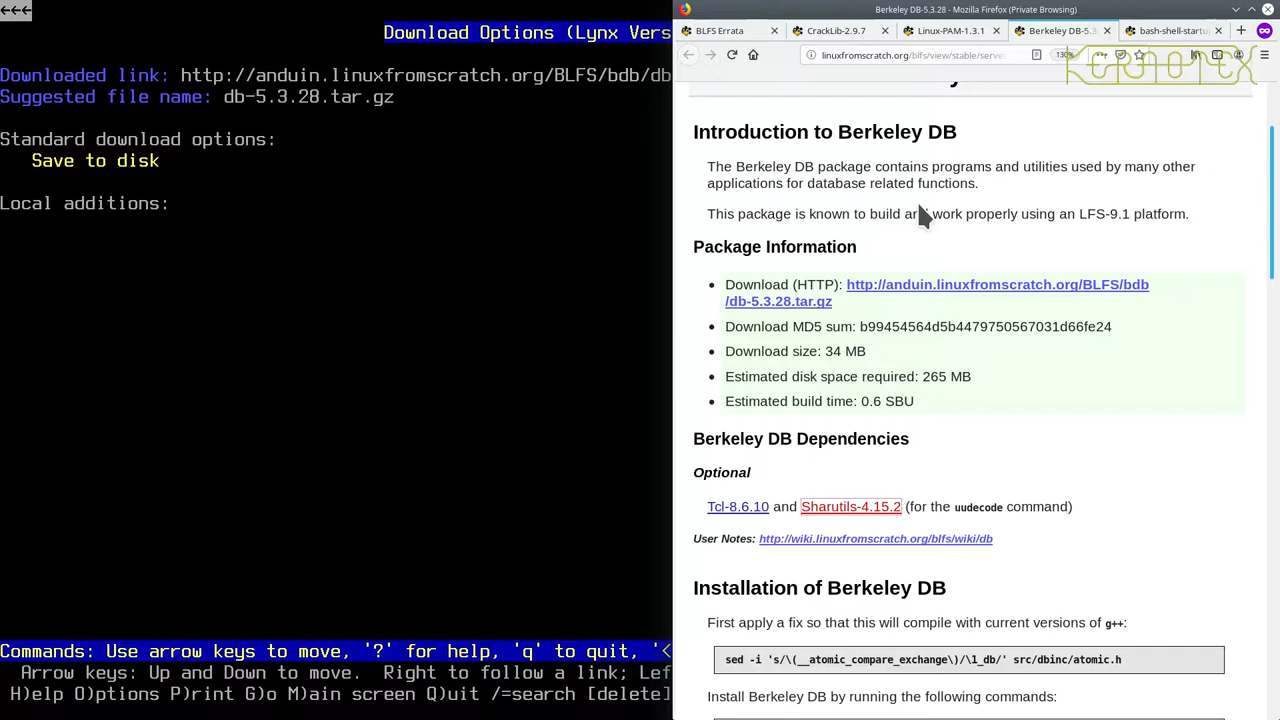 ←←←
Download Options (Lynx Vers
Downloaded link: http://anduin.linuxfromscratch.org/BLFS/bdb/db
Suggested file name: db-5.3.28.tar.gz
Standard download options:
Save to disk
Local additions:
Commands: Use arrow keys to move, '?' for help, 'q' to quit, '<
Arrow keys: Up and Down to move. Right to follow a link; Lef
H)elp O)ptions P)rint G)o M)ain screen Q)uit /=search [delete]
Berkeley DB-5.3.28 - Mozilla Firefox (Private Browsing)
BLFS Errata
CrackLib-2.9.7
Linux-PAM-1.3.1
Berkeley DB-5.3
bash-shell-startu
linuxfromscratch.org/blfs/view/stable/server
130%
Introduction to Berkeley DB
The Berkeley DB package contains programs and utilities used by many other
applications for database related functions.
This package is known to build and work properly using an LFS-9.1 platform.
Package Information
Download (HTTP): http://anduin.linuxfromscratch.org/BLFS/bdb
/db-5.3.28.tar.gz
Download MD5 sum: b99454564d5b4479750567031d66fe24
Download size: 34 MB
Estimated disk space required: 265 MB
Estimated build time: 0.6 SBU
Berkeley DB Dependencies
Optional
Tcl-8.6.10 and Sharutils-4.15.2 (for the uudecode command)
User Notes: http://wiki.linuxfromscratch.org/blfs/wiki/db
Installation of Berkeley DB
First apply a fix so that this will compile with current versions of g++:
sed -i 's/\(__atomic_compare_exchange\)/\1_db/' src/dbinc/atomic.h
Install Berkeley DB by running the following commands: